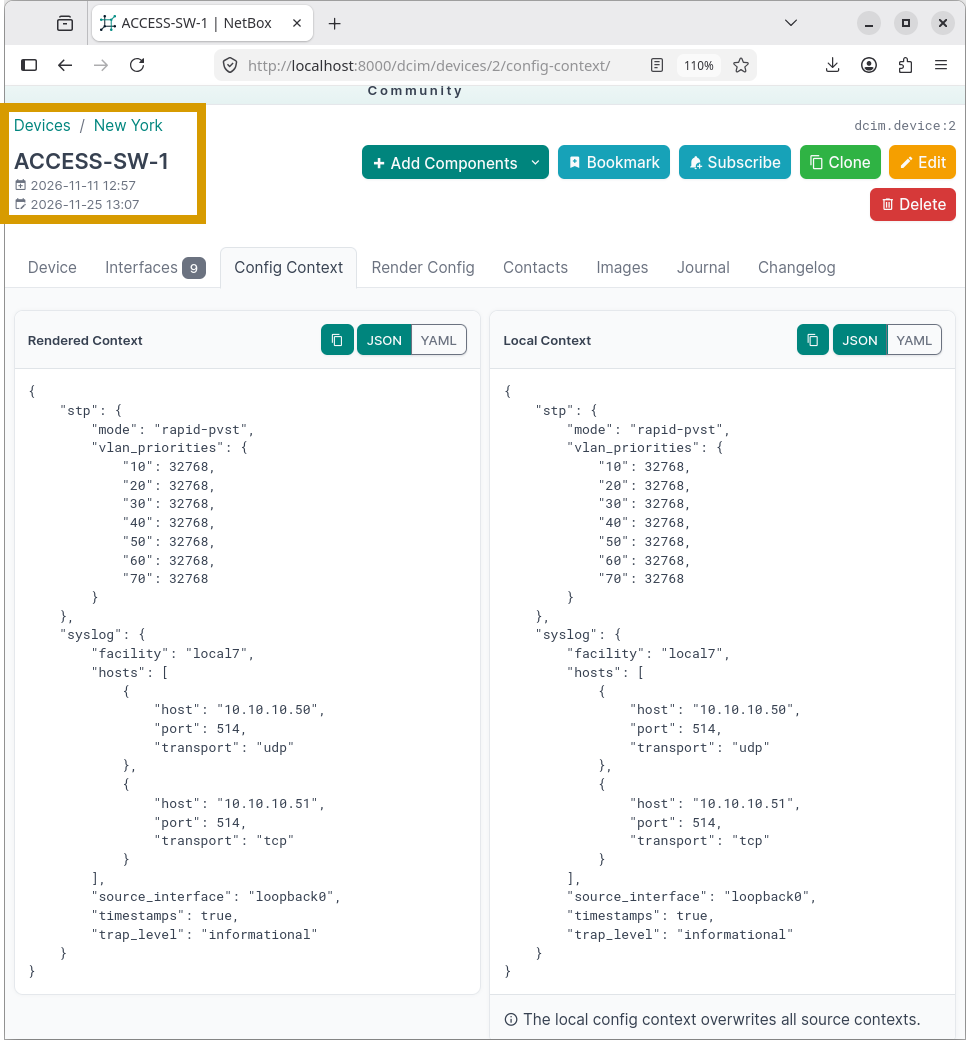 ACCESS-SW-1 | NetBox
http://localhost:8000/dcim/devices/2/config-context/ 110%
Community
Devices / New York
dcim.device:2
ACCESS-SW-1
2026-11-11 12:57
2026-11-25 13:07
Add Components Bookmark Subscribe Clone Edit
Delete
Device Interfaces 9 Config Context Render Config Contacts Images Journal Changelog
Rendered Context JSON YAML
{
    "stp": {
        "mode": "rapid-pvst",
        "vlan_priorities": {
            "10": 32768,
            "20": 32768,
            "30": 32768,
            "40": 32768,
            "50": 32768,
            "60": 32768,
            "70": 32768
        }
    },
    "syslog": {
        "facility": "local7",
        "hosts": [
            {
                "host": "10.10.10.50",
                "port": 514,
                "transport": "udp"
            },
            {
                "host": "10.10.10.51",
                "port": 514,
                "transport": "tcp"
            }
        ],
        "source_interface": "loopback0",
        "timestamps": true,
        "trap_level": "informational"
    }
}
Local Context JSON YAML
{
    "stp": {
        "mode": "rapid-pvst",
        "vlan_priorities": {
            "10": 32768,
            "20": 32768,
            "30": 32768,
            "40": 32768,
            "50": 32768,
            "60": 32768,
            "70": 32768
        }
    },
    "syslog": {
        "facility": "local7",
        "hosts": [
            {
                "host": "10.10.10.50",
                "port": 514,
                "transport": "udp"
            },
            {
                "host": "10.10.10.51",
                "port": 514,
                "transport": "tcp"
            }
        ],
        "source_interface": "loopback0",
        "timestamps": true,
        "trap_level": "informational"
    }
}
The local config context overwrites all source contexts.